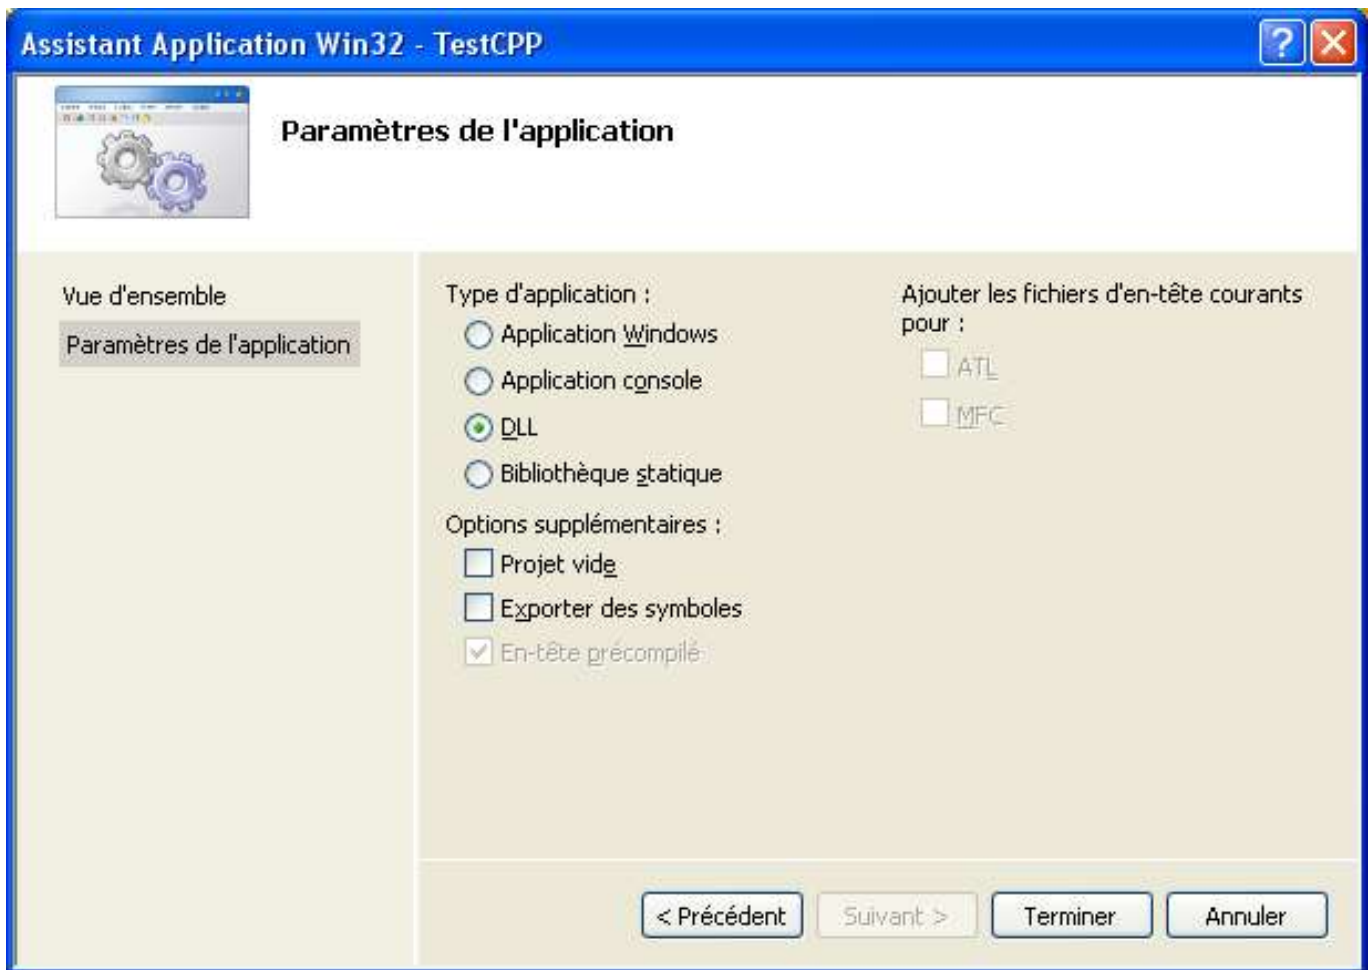 Assistant Application Win32 - TestCPP
Paramètres de l'application
Vue d'ensemble
Paramètres de l'application
Type d'application :
Application Windows
Application console
DLL
Bibliothèque statique
Options supplémentaires :
Projet vide
Exporter des symboles
En-tête précompilé
Ajouter les fichiers d'en-tête courants
pour :
ATL
MFC
< Précédent
Suivant >
Terminer
Annuler